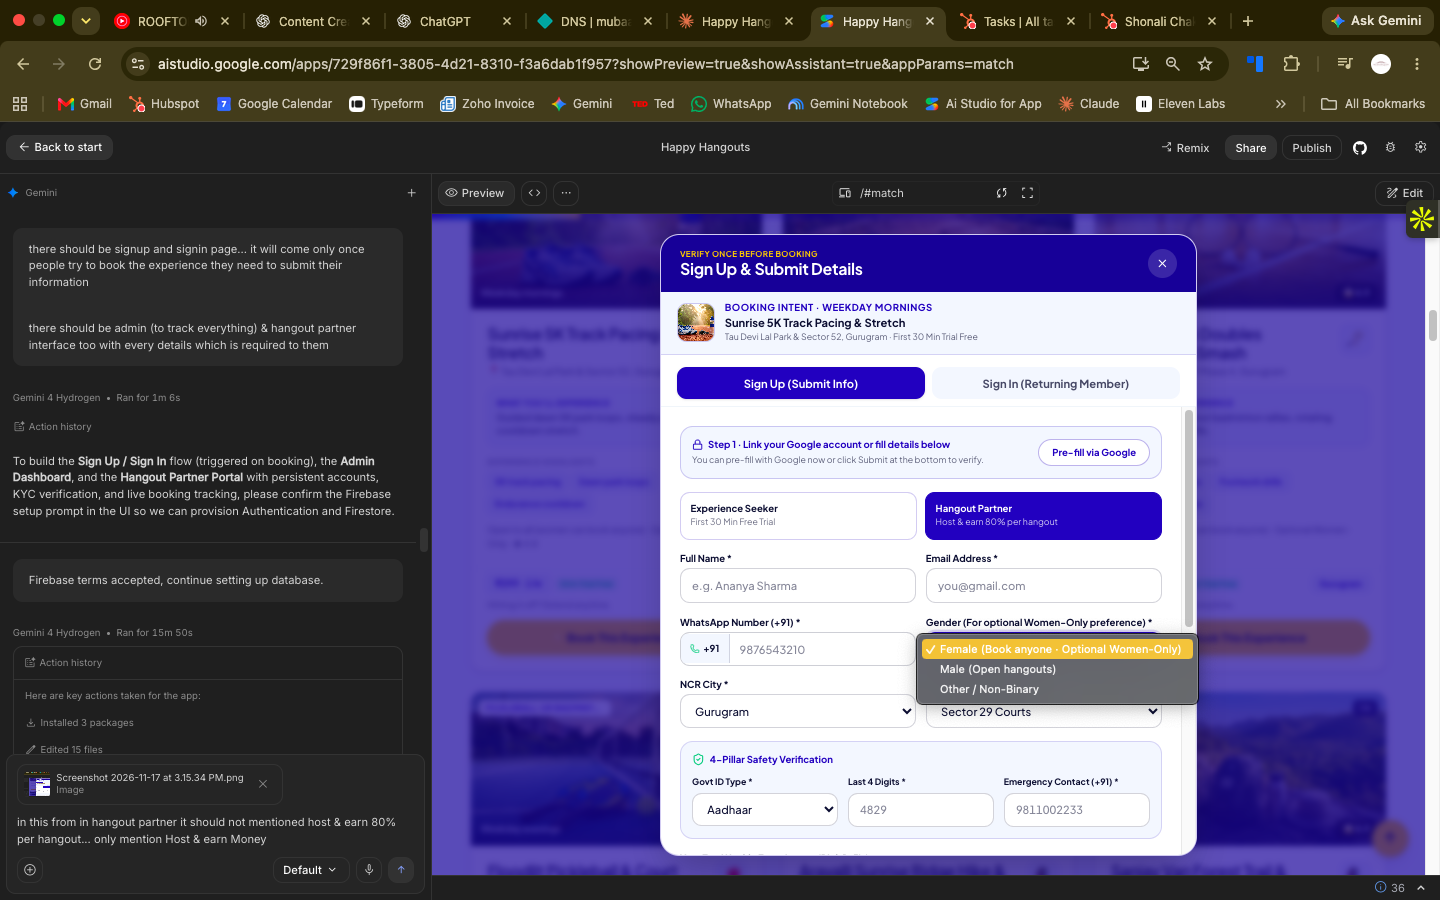 ROOFTO
Content Cre
ChatGPT
DNS | muba
Happy Hang
Happy Hang
Tasks | All ta
Shonali Cha
Ask Gemini
aistudio.google.com/apps/729f86f1-3805-4d21-8310-f3a6dab1f957?showPreview=true&showAssistant=true&appParams=match
Gmail
Hubspot
Google Calendar
Typeform
Zoho Invoice
Gemini
Ted
WhatsApp
Gemini Notebook
Ai Studio for App
Claude
Eleven Labs
All Bookmarks
Back to start
Happy Hangouts
Remix
Share
Publish
Gemini
Preview
/#match
Edit
there should be signup and signin page... it will come only once
people try to book the experience they need to submit their
information
there should be admin (to track everything) & hangout partner
interface too with every details which is required to them
Gemini 4 Hydrogen • Ran for 1m 6s
Action history
To build the Sign Up / Sign In flow (triggered on booking), the Admin
Dashboard, and the Hangout Partner Portal with persistent accounts,
KYC verification, and live booking tracking, please confirm the Firebase
setup prompt in the UI so we can provision Authentication and Firestore.
Firebase terms accepted, continue setting up database.
Gemini 4 Hydrogen • Ran for 15m 50s
Action history
Here are key actions taken for the app:
Installed 3 packages
Edited 15 files
Screenshot 2026-11-17 at 3.15.34 PM.png
Image
in this from in hangout partner it should not mentioned host & earn 80%
per hangout... only mention Host & earn Money
Default
VERIFY ONCE BEFORE BOOKING
Sign Up & Submit Details
BOOKING INTENT · WEEKDAY MORNINGS
Sunrise 5K Track Pacing & Stretch
Tau Devi Lal Park & Sector 52, Gurugram · First 30 Min Trial Free
Sign Up (Submit Info)
Sign In (Returning Member)
Step 1 · Link your Google account or fill details below
You can pre-fill with Google now or click Submit at the bottom to verify.
Pre-fill via Google
Experience Seeker
First 30 Min Free Trial
Hangout Partner
Host & earn 80% per hangout
Full Name *
Email Address *
e.g. Ananya Sharma
you@gmail.com
WhatsApp Number (+91) *
Gender (For optional Women-Only preference) *
+91
9876543210
✓ Female (Book anyone · Optional Women-Only)
Male (Open hangouts)
Other / Non-Binary
NCR City *
Gurugram
Sector 29 Courts
4-Pillar Safety Verification
Govt ID Type *
Last 4 Digits *
Emergency Contact (+91) *
Aadhaar
4829
9811002233
36